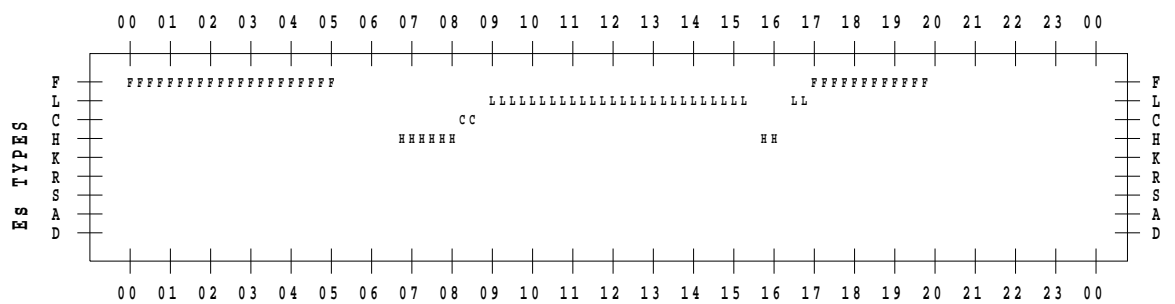 00 01 02 03 04 05 06 07 08 09 10 11 12 13 14 15 16 17 18 19 20 21 22 23 00
F FFFFFFFFFFFFFFFFFFFFF FFFFFFFFFFFF F
L LLLLLLLLLLLLLLLLLLLLLLLLLL LL L
C CC C
H HHHHHH HH H
K K
R R
S S
A A
D D
Es TYPES
00 01 02 03 04 05 06 07 08 09 10 11 12 13 14 15 16 17 18 19 20 21 22 23 00